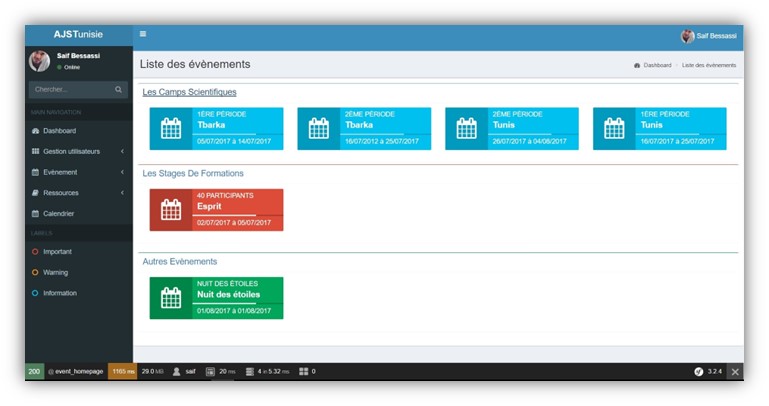 AJSTunisie
Saif Bessassi
Saif Bessassi
Online
Liste des évènements
Dashboard > Liste des évènements
Chercher...
MAIN NAVIGATION
Dashboard
Gestion utilisateurs
Evènement
Ressources
Calendrier
LABELS
Important
Warning
Information
Les Camps Scientifiques
1ÈRE PÉRIODE
Tbarka
05/07/2017 à 14/07/2017
2ÈME PÉRIODE
Tbarka
16/07/2012 à 25/07/2017
2ÈME PÉRIODE
Tunis
26/07/2017 à 04/08/2017
1ÈRE PÉRIODE
Tunis
16/07/2017 à 25/07/2017
Les Stages De Formations
40 PARTICIPANTS
Esprit
02/07/2017 à 05/07/2017
Autres Evènements
NUIT DES ÉTOILES
Nuit des étoiles
01/08/2017 à 01/08/2017
200 @ event_homepage 1165 ms 29.0 MB saif 20 ms 4 in 5.32 ms 0 3.2.4